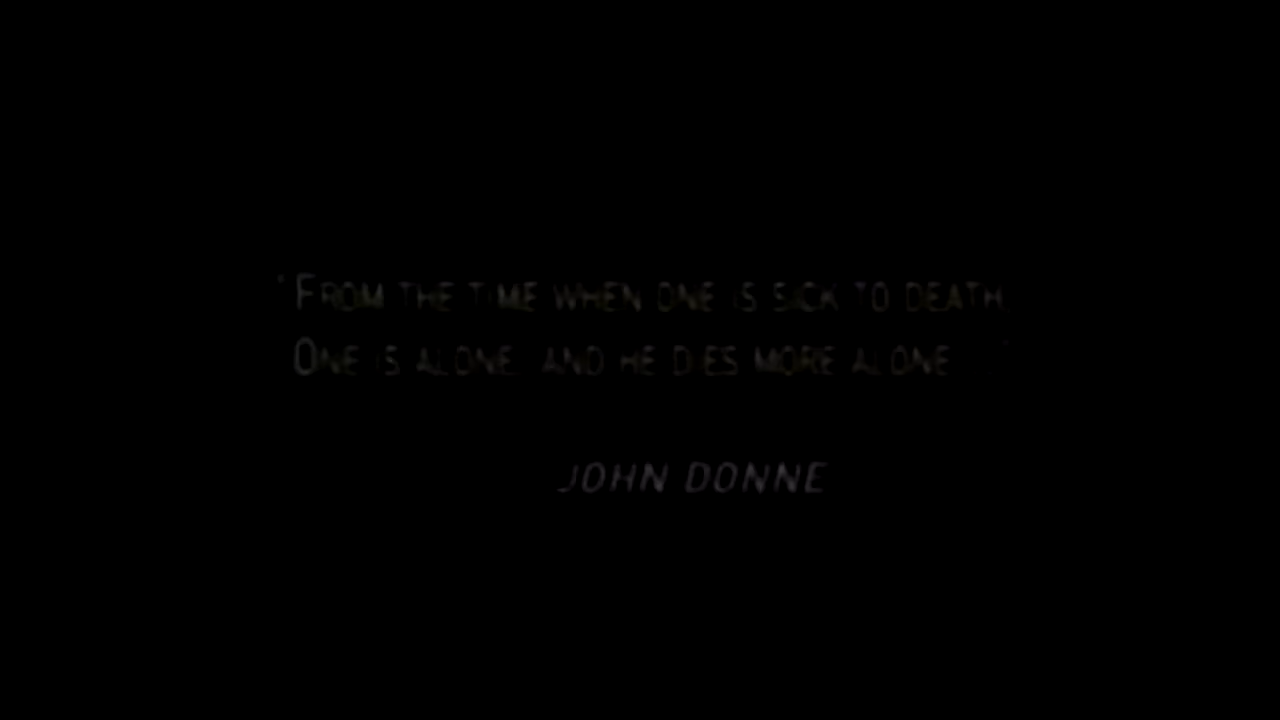 "FROM THE TIME WHEN ONE IS SICK TO DEATH,
ONE IS ALONE, AND HE DIES MORE ALONE..."
JOHN DONNE